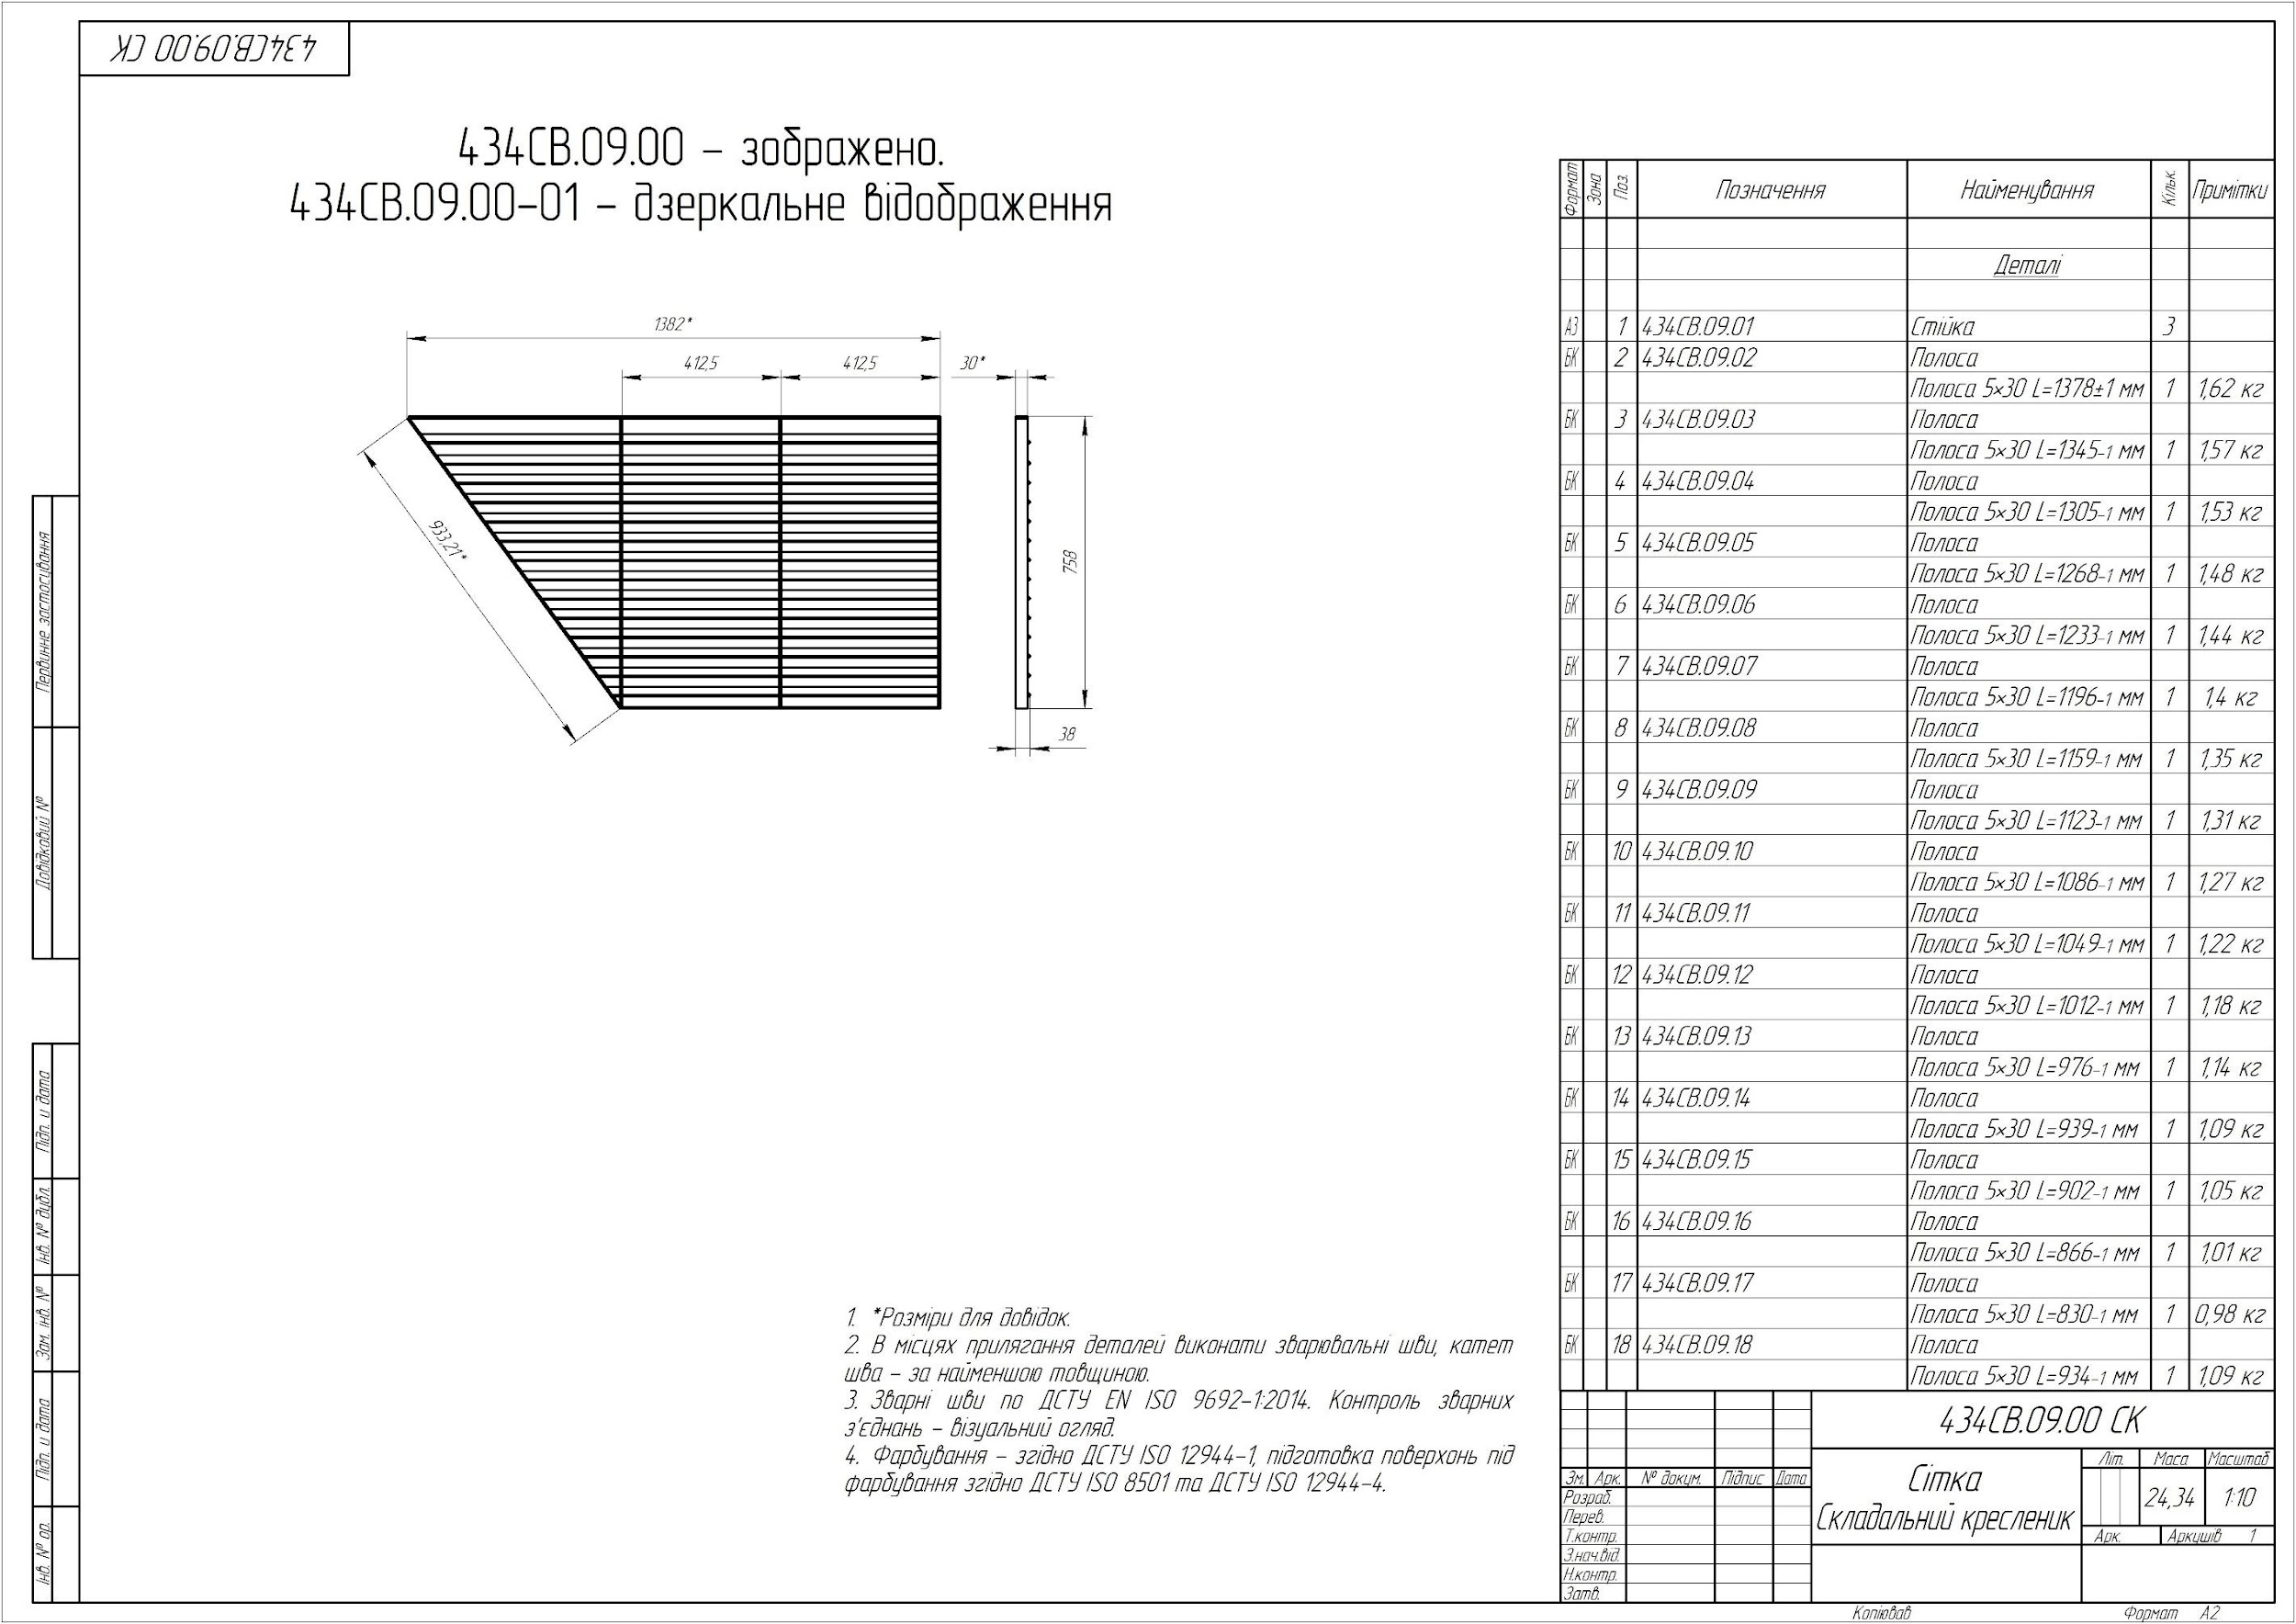 434СВ.09.00 СК
434СВ.09.00 – зображено.
434СВ.09.00-01 – дзеркальне відображення
1382*
412,5
412,5
30*
933,21*
758
38
1. *Розміри для довідок.
2. В місцях прилягання деталей виконати зварювальні шви, катет
шва – за найменшою товщиною.
3. Зварні шви по ДСТУ EN ISO 9692-1:2014. Контроль зварних
з'єднань – візуальний огляд.
4. Фарбування – згідно ДСТУ ISO 12944-1, підготовка поверхонь під
фарбування згідно ДСТУ ISO 8501 та ДСТУ ISO 12944-4.
Первинне застосування
Довідковий №
Підп. и дата
Інв. № дубл.
Зам. інв. №
Підп. и дата
Інв. № ор.
Формат Зона Поз. Позначення Найменування Кільк. Примітки
Деталі
А3 1 434СВ.09.01 Стійка 3
БК 2 434СВ.09.02 Полоса
Полоса 5×30 L=1378±1 мм 1 1,62 кг
БК 3 434СВ.09.03 Полоса
Полоса 5×30 L=1345-1 мм 1 1,57 кг
БК 4 434СВ.09.04 Полоса
Полоса 5×30 L=1305-1 мм 1 1,53 кг
БК 5 434СВ.09.05 Полоса
Полоса 5×30 L=1268-1 мм 1 1,48 кг
БК 6 434СВ.09.06 Полоса
Полоса 5×30 L=1233-1 мм 1 1,44 кг
БК 7 434СВ.09.07 Полоса
Полоса 5×30 L=1196-1 мм 1 1,4 кг
БК 8 434СВ.09.08 Полоса
Полоса 5×30 L=1159-1 мм 1 1,35 кг
БК 9 434СВ.09.09 Полоса
Полоса 5×30 L=1123-1 мм 1 1,31 кг
БК 10 434СВ.09.10 Полоса
Полоса 5×30 L=1086-1 мм 1 1,27 кг
БК 11 434СВ.09.11 Полоса
Полоса 5×30 L=1049-1 мм 1 1,22 кг
БК 12 434СВ.09.12 Полоса
Полоса 5×30 L=1012-1 мм 1 1,18 кг
БК 13 434СВ.09.13 Полоса
Полоса 5×30 L=976-1 мм 1 1,14 кг
БК 14 434СВ.09.14 Полоса
Полоса 5×30 L=939-1 мм 1 1,09 кг
БК 15 434СВ.09.15 Полоса
Полоса 5×30 L=902-1 мм 1 1,05 кг
БК 16 434СВ.09.16 Полоса
Полоса 5×30 L=866-1 мм 1 1,01 кг
БК 17 434СВ.09.17 Полоса
Полоса 5×30 L=830-1 мм 1 0,98 кг
БК 18 434СВ.09.18 Полоса
Полоса 5×30 L=934-1 мм 1 1,09 кг
434СВ.09.00 СК
Зм. Арк. № докум. Підпис Дата
Розраб.
Перев.
Т.контр.
З.нач.від.
Н.контр.
Затв.
Сітка
Складальний кресленик
Літ. Маса Масштаб
24,34 1:10
Арк. Аркушів 1
Копіював Формат А2